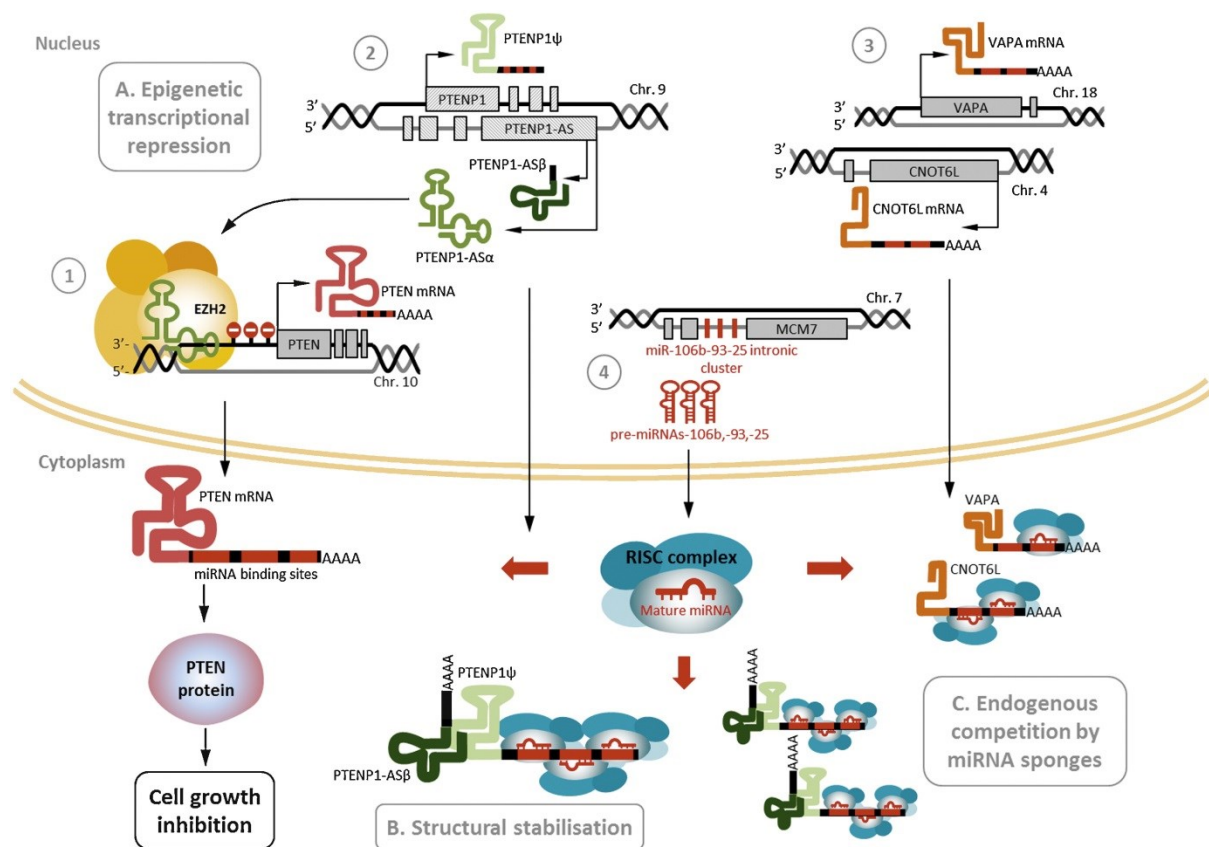 Nucleus
A. Epigenetic
transcriptional
repression
2
PTENP1ψ
Chr. 9
3’
5’
PTENP1
PTENP1-AS
PTENP1-ASβ
PTENP1-ASα
3
VAPA mRNA
AAAA
Chr. 18
3’
5’
VAPA
5’
CNOT6L
Chr. 4
CNOT6L mRNA
AAAA
1
EZH2
PTEN mRNA
AAAA
3’-
5’-
PTEN
Chr. 10
3’
5’
Chr. 7
MCM7
miR-106b-93-25 intronic
cluster
4
pre-miRNAs-106b,-93,-25
Cytoplasm
PTEN mRNA
AAAA
miRNA binding sites
PTEN
protein
Cell growth
inhibition
RISC complex
Mature miRNA
VAPA
AAAA
CNOT6L
AAAA
AAAA
PTENP1ψ
PTENP1-ASβ
B. Structural stabilisation
AAAA
AAAA
C. Endogenous
competition by
miRNA sponges